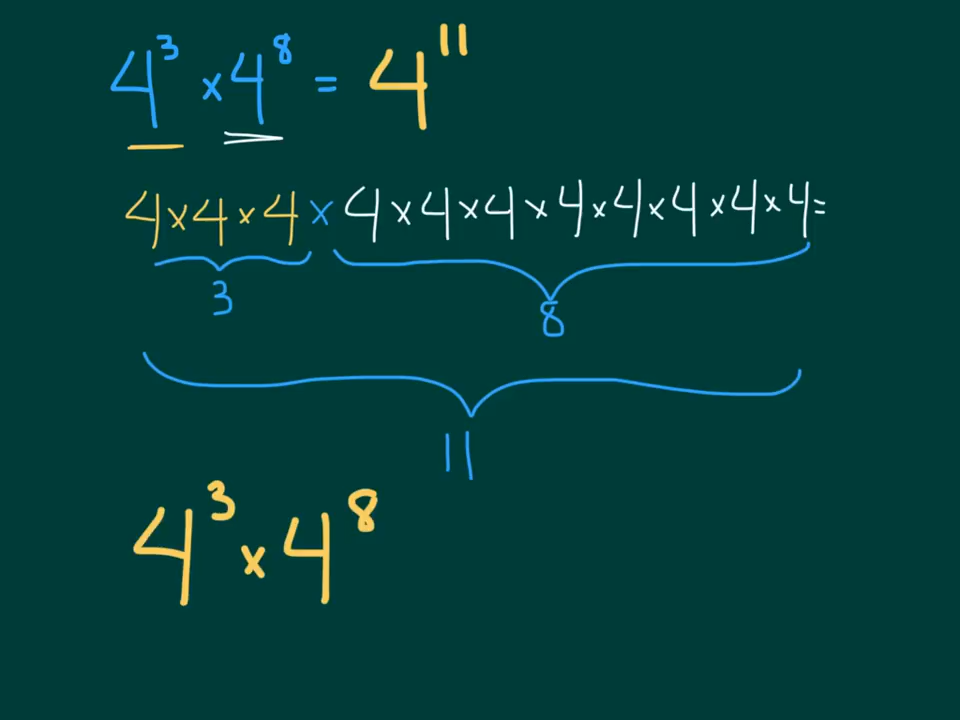 4³ × 4⁸ = 4¹¹
4 × 4 × 4 × 4 × 4 × 4 × 4 × 4 × 4 × 4 × 4 =
3 8
11
4³ × 4⁸